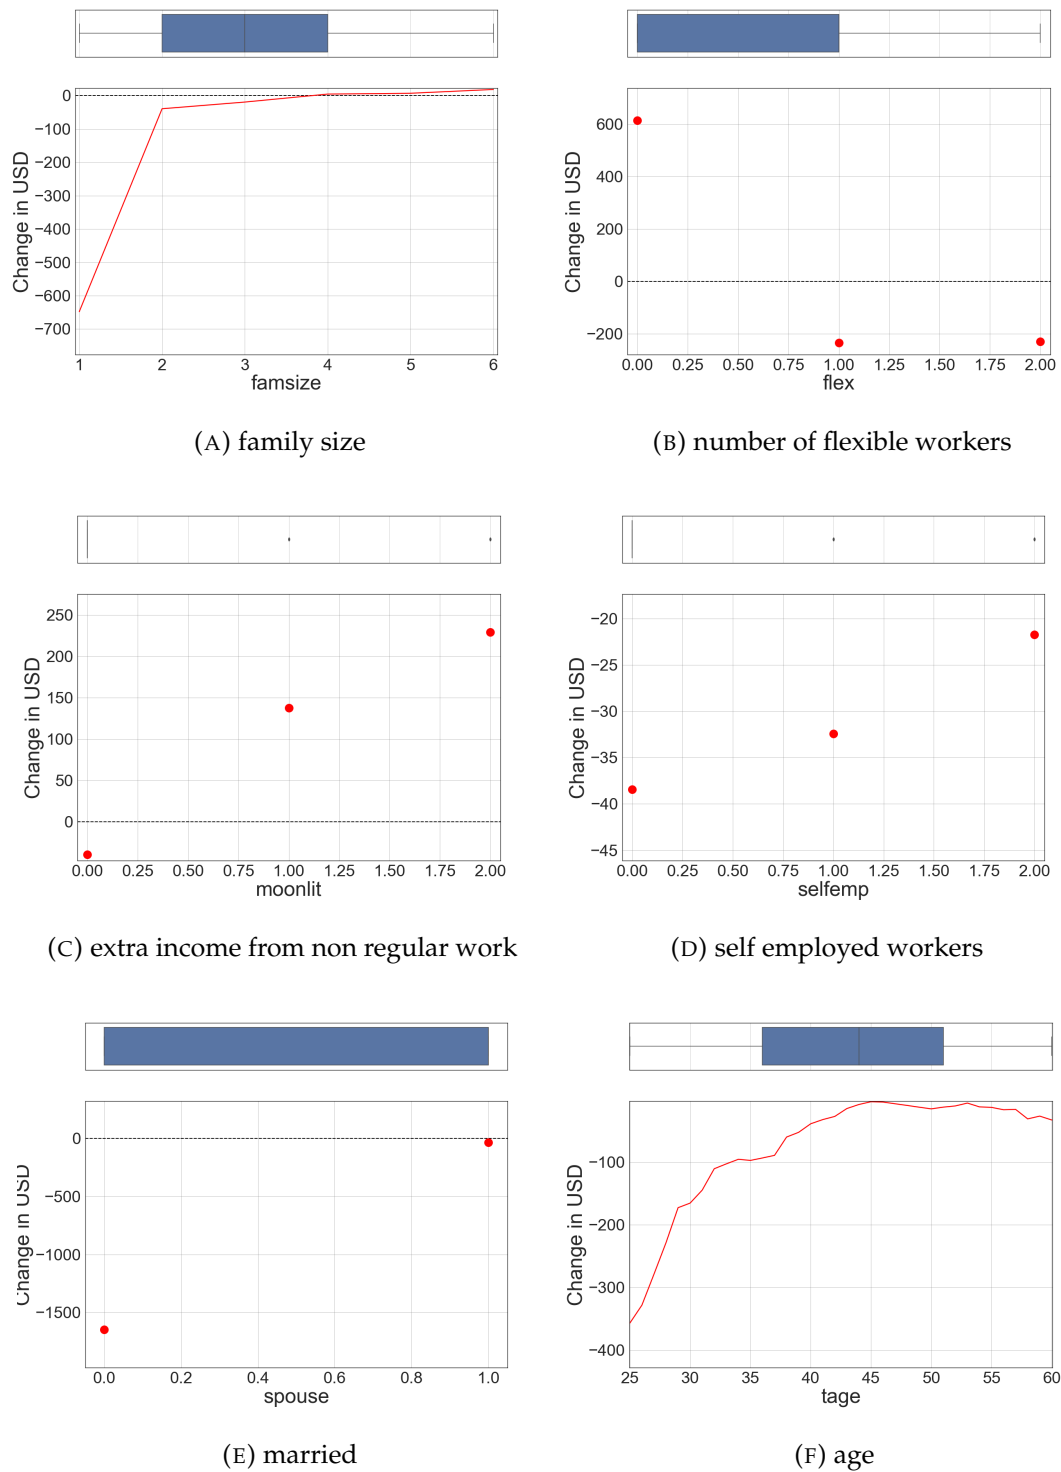 0
−100
−200
−300
−400
−500
−600
−700
Change in USD
1 2 3 4 5 6
famsize
(A) family size
600
400
200
0
−200
Change in USD
0.00 0.25 0.50 0.75 1.00 1.25 1.50 1.75 2.00
flex
(B) number of flexible workers
250
200
150
100
50
0
Change in USD
0.00 0.25 0.50 0.75 1.00 1.25 1.50 1.75 2.00
moonlit
(C) extra income from non regular work
−20
−25
−30
−35
−40
−45
Change in USD
0.00 0.25 0.50 0.75 1.00 1.25 1.50 1.75 2.00
selfemp
(D) self employed workers
0
−500
−1000
−1500
Change in USD
0.0 0.2 0.4 0.6 0.8 1.0
spouse
(E) married
−100
−200
−300
−400
Change in USD
25 30 35 40 45 50 55 60
tage
(F) age